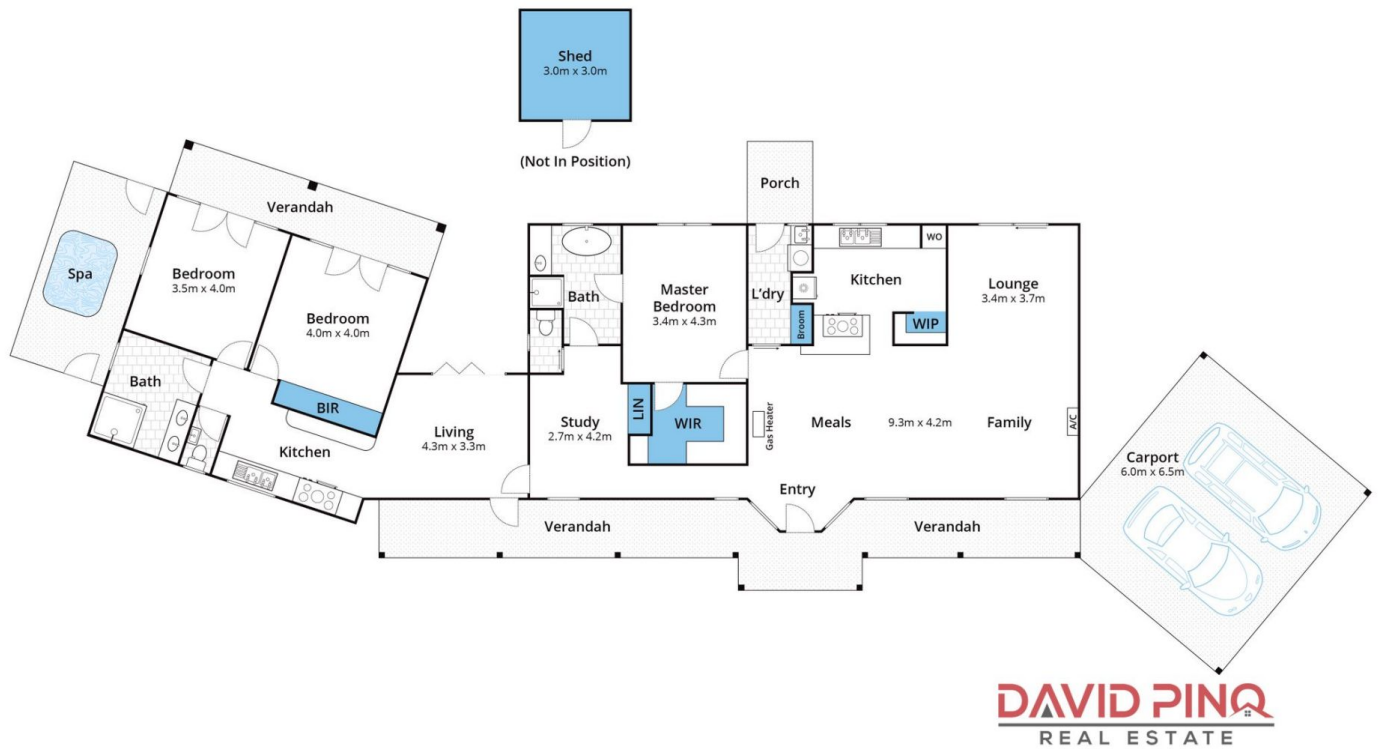 Shed
3.0m x 3.0m
(Not In Position)
Porch
Verandah
Spa
Bedroom
3.5m x 4.0m
Bedroom
4.0m x 4.0m
Bath
BIR
Kitchen
Living
4.3m x 3.3m
Bath
Master
Bedroom
3.4m x 4.3m
L'dry
Broom
Kitchen
WO
WIP
Lounge
3.4m x 3.7m
Study
2.7m x 4.2m
LIN
WIR
Gas Heater
Meals
9.3m x 4.2m
Family
A/C
Entry
Verandah
Verandah
Carport
6.0m x 6.5m
DAVID PINQ
REAL ESTATE